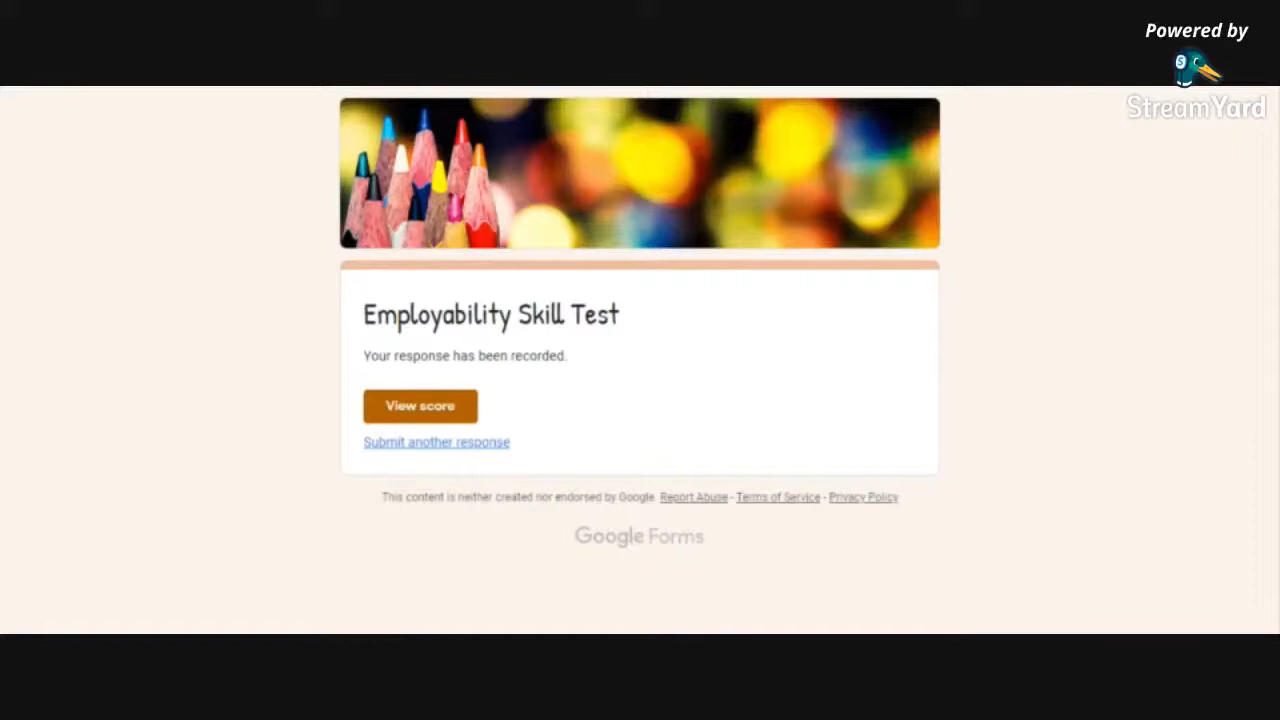 Powered by
StreamYard
Employability Skill Test
Your response has been recorded.
View score
Submit another response
This content is neither created nor endorsed by Google. Report Abuse - Terms of Service - Privacy Policy
Google Forms